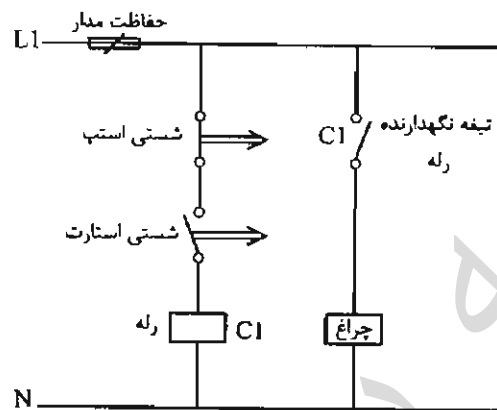 حفاظت مدار
L1
شستی استپ
C1
تیغه نگهدارنده
رله
شستی استارت
رله
C1
چراغ
N